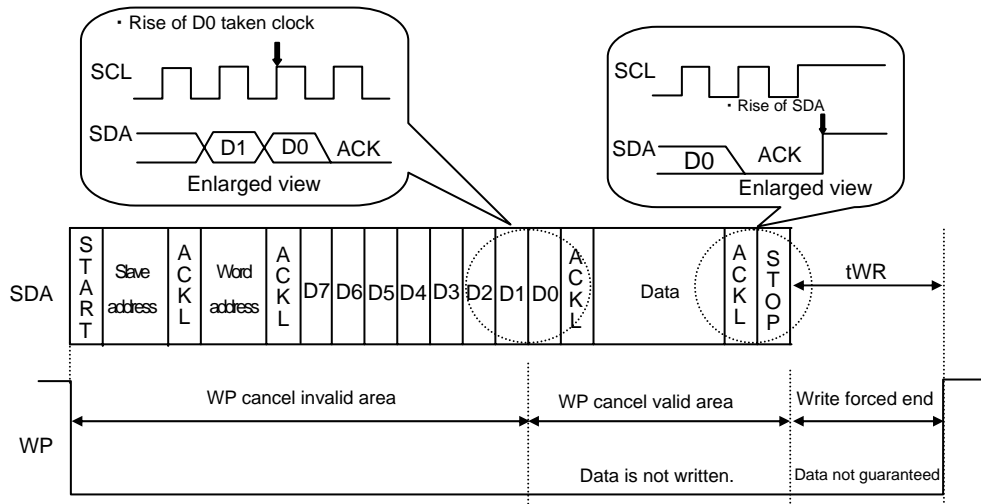 ・ Rise of D0 taken clock
SCL
SDA
D1
D0
ACK
Enlarged view
SCL
・ Rise of SDA
SDA
D0
ACK
Enlarged view
SDA
START
Slave
address
ACKL
Word
address
ACKL
D7
D6
D5
D4
D3
D2
D1
D0
ACKL
Data
ACKL
STOP
tWR
WP
WP cancel invalid area
WP cancel valid area
Write forced end
Data is not written.
Data not guaranteed